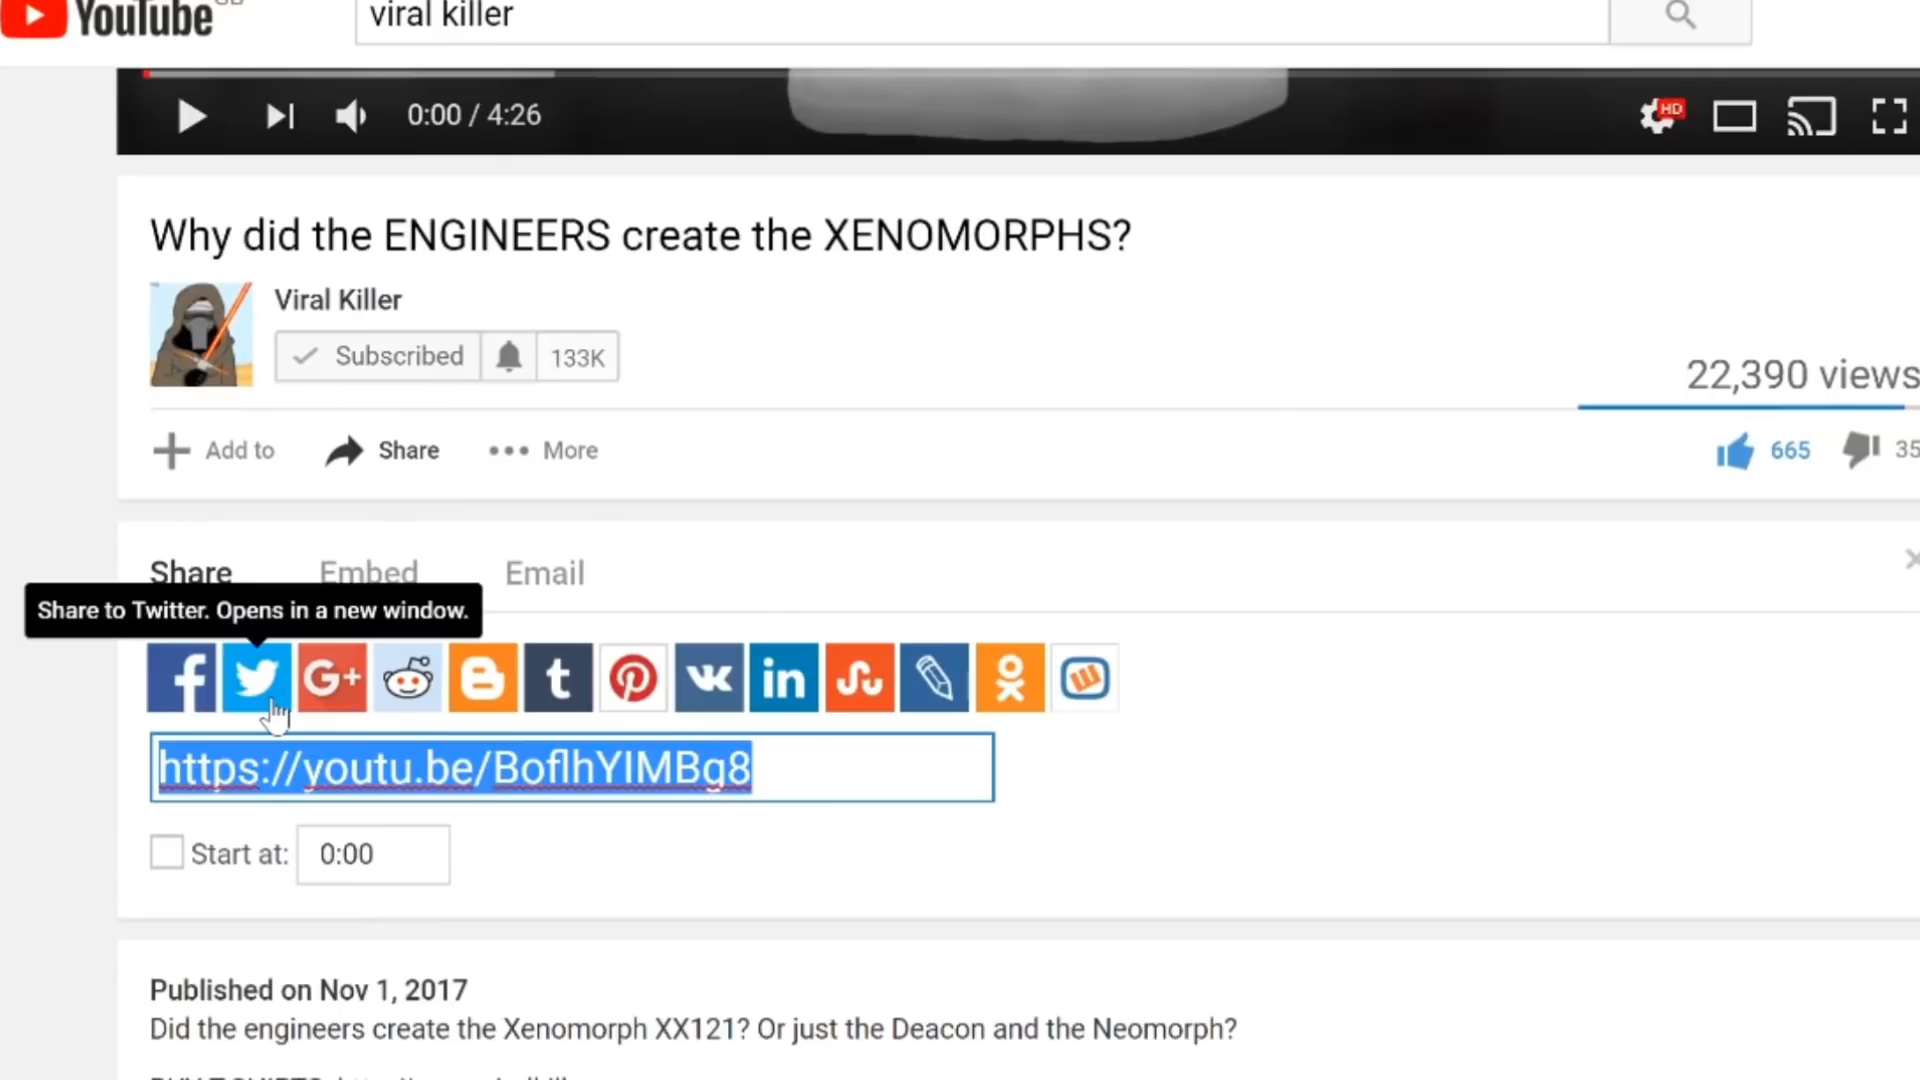 YouTube
viral killer
0:00 / 4:26
HD
Why did the ENGINEERS create the XENOMORPHS?
Viral Killer
Subscribed 133K
22,390 views
Add to Share More
665 35
Share Embed Email
Share to Twitter. Opens in a new window.
f G+ B t vk in
https://youtu.be/BoflhYIMBg8
Start at: 0:00
Published on Nov 1, 2017
Did the engineers create the Xenomorph XX121? Or just the Deacon and the Neomorph?